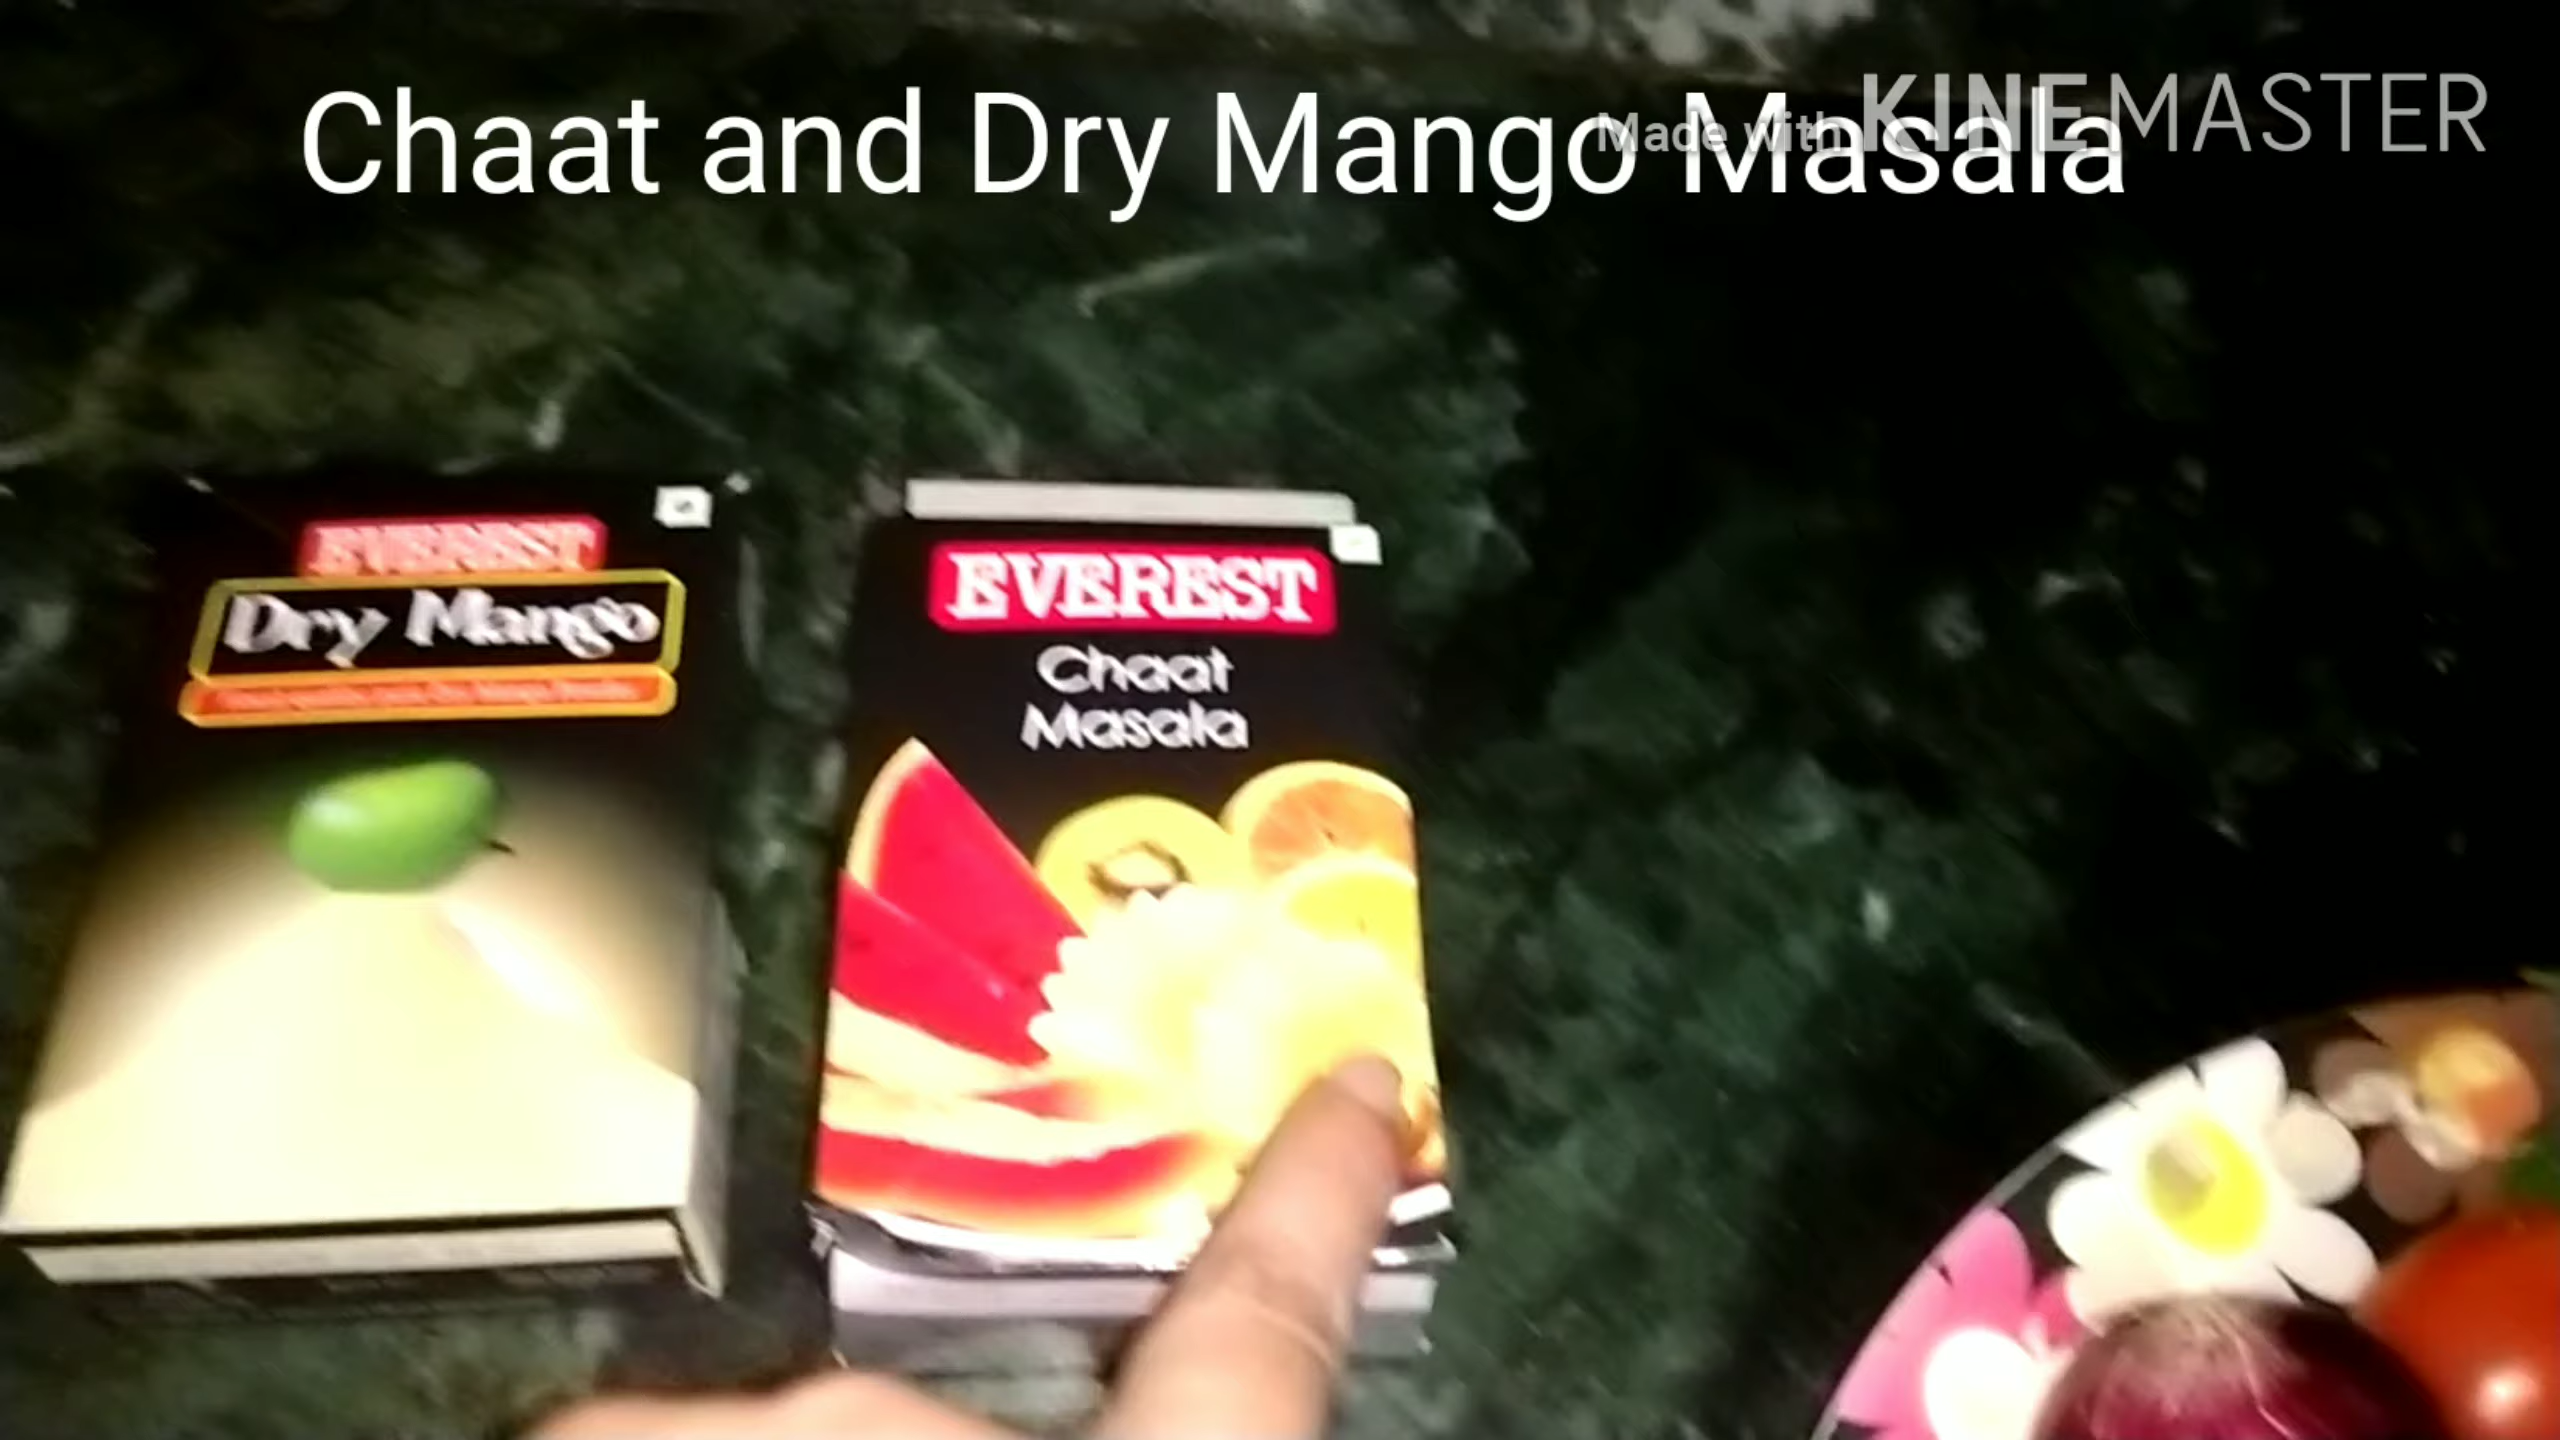 Chaat and Dry Mango Masala
Made with KINEMASTER
EVEREST
Dry Mango
EVEREST
Chaat
Masala